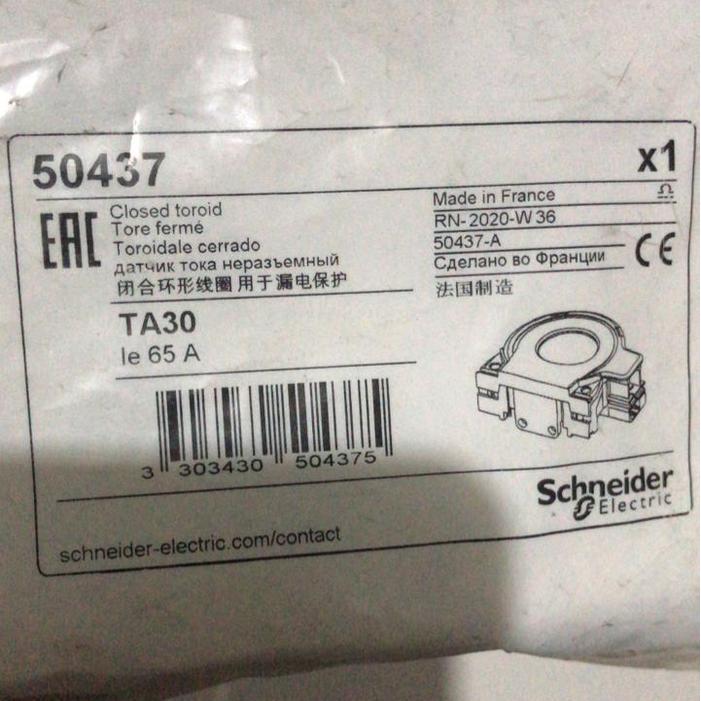 50437
x1
EAC
Closed toroid
Tore fermé
Toroidale cerrado
датчик тока неразъемный
闭合环形线圈 用于漏电保护
Made in France
RN-2020-W 36
50437-A
Сделано во Франции
法国制造
CE
TA30
Ie 65 A
3 303430 504375
Schneider
Electric
schneider-electric.com/contact